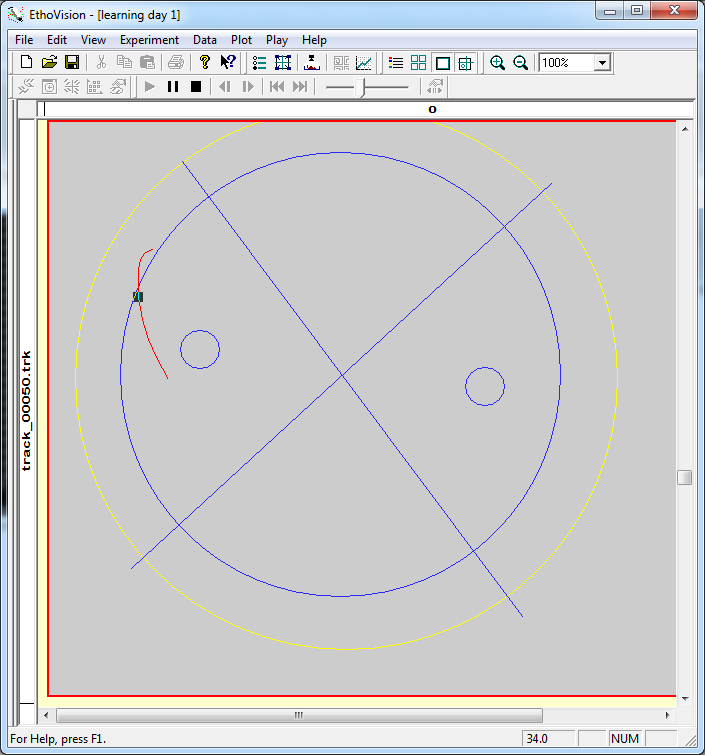 EthoVision - [learning day 1]
File Edit View Experiment Data Plot Play Help
100%
0
track_00050.trk
For Help, press F1.
34.0
NUM